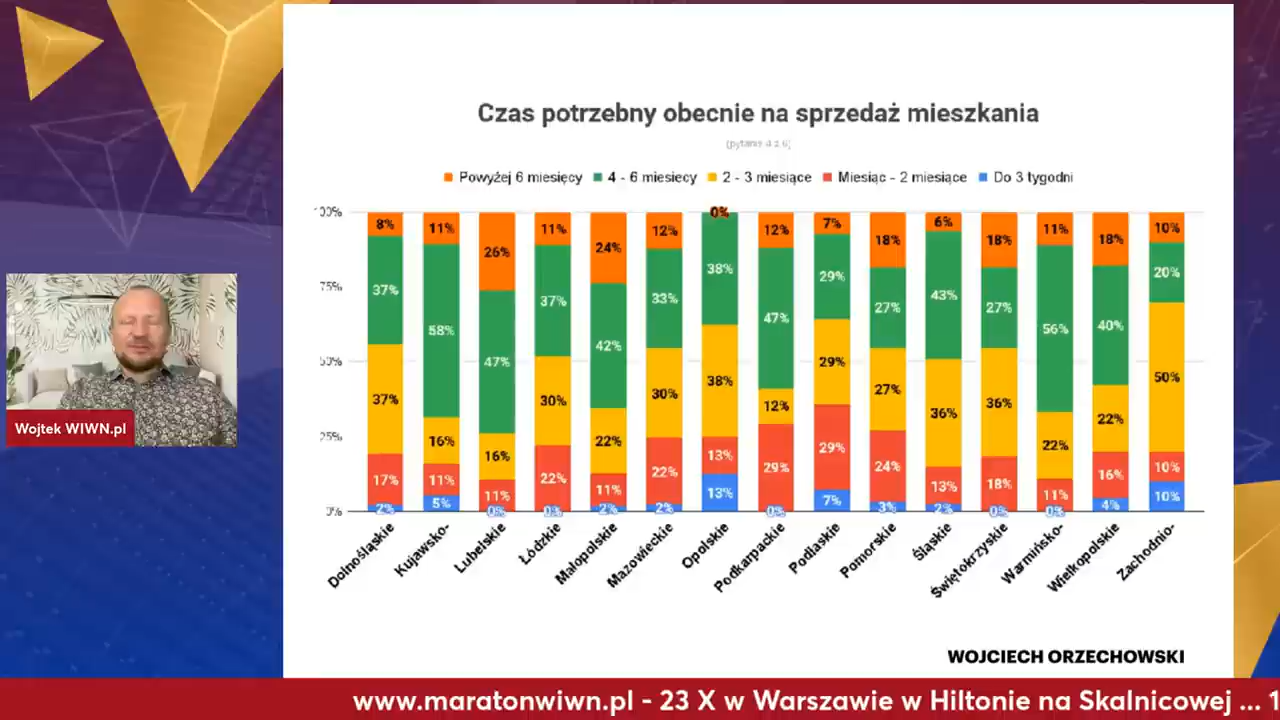 Czas potrzebny obecnie na sprzedaż mieszkania
(pytanie 4 z 6)
Powyżej 6 miesięcy 4 - 6 miesiecy 2 - 3 miesiące Miesiąc - 2 miesiące Do 3 tygodni
100%
75%
50%
25%
0%
8% 11% 26% 11% 24% 12% 0% 12% 7% 18% 6% 18% 11% 18% 10%
37% 58% 47% 37% 42% 33% 38% 47% 29% 27% 43% 27% 56% 40% 20%
37% 16% 16% 30% 22% 30% 38% 12% 29% 27% 36% 36% 22% 22% 50%
17% 11% 11% 22% 11% 22% 13% 29% 29% 24% 13% 18% 11% 16% 10%
2% 5% 0% 0% 2% 2% 13% 0% 7% 3% 2% 0% 0% 4% 10%
Dolnośląskie Kujawsko- Lubelskie Łódzkie Małopolskie Mazowieckie Opolskie Podkarpackie Podlaskie Pomorskie Śląskie Świętokrzyskie Warmińsko- Wielkopolskie Zachodnio-
Wojtek WIWN.pl
WOJCIECH ORZECHOWSKI
www.maratonwiwn.pl - 23 X w Warszawie w Hiltonie na Skalnicowej ... 1